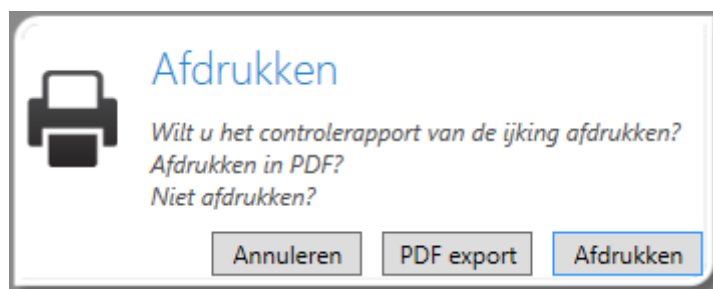 Afdrukken
Wilt u het controlerapport van de ijking afdrukken?
Afdrukken in PDF?
Niet afdrukken?
Annuleren PDF export Afdrukken